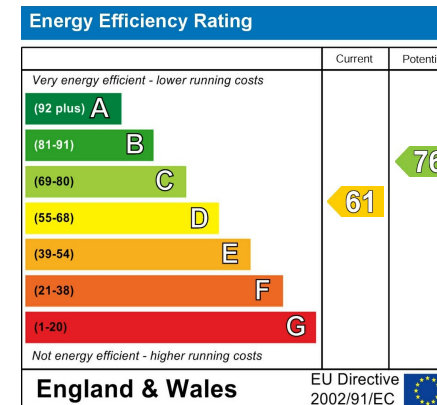 Energy Efficiency Rating
Current
Very energy efficient - lower running costs
(92 plus) A
(81-91) B
(69-80) C
(55-68) D
(39-54) E
(21-38) F
(1-20) G
61
76
Not energy efficient - higher running costs
England & Wales
EU Directive
2002/91/EC